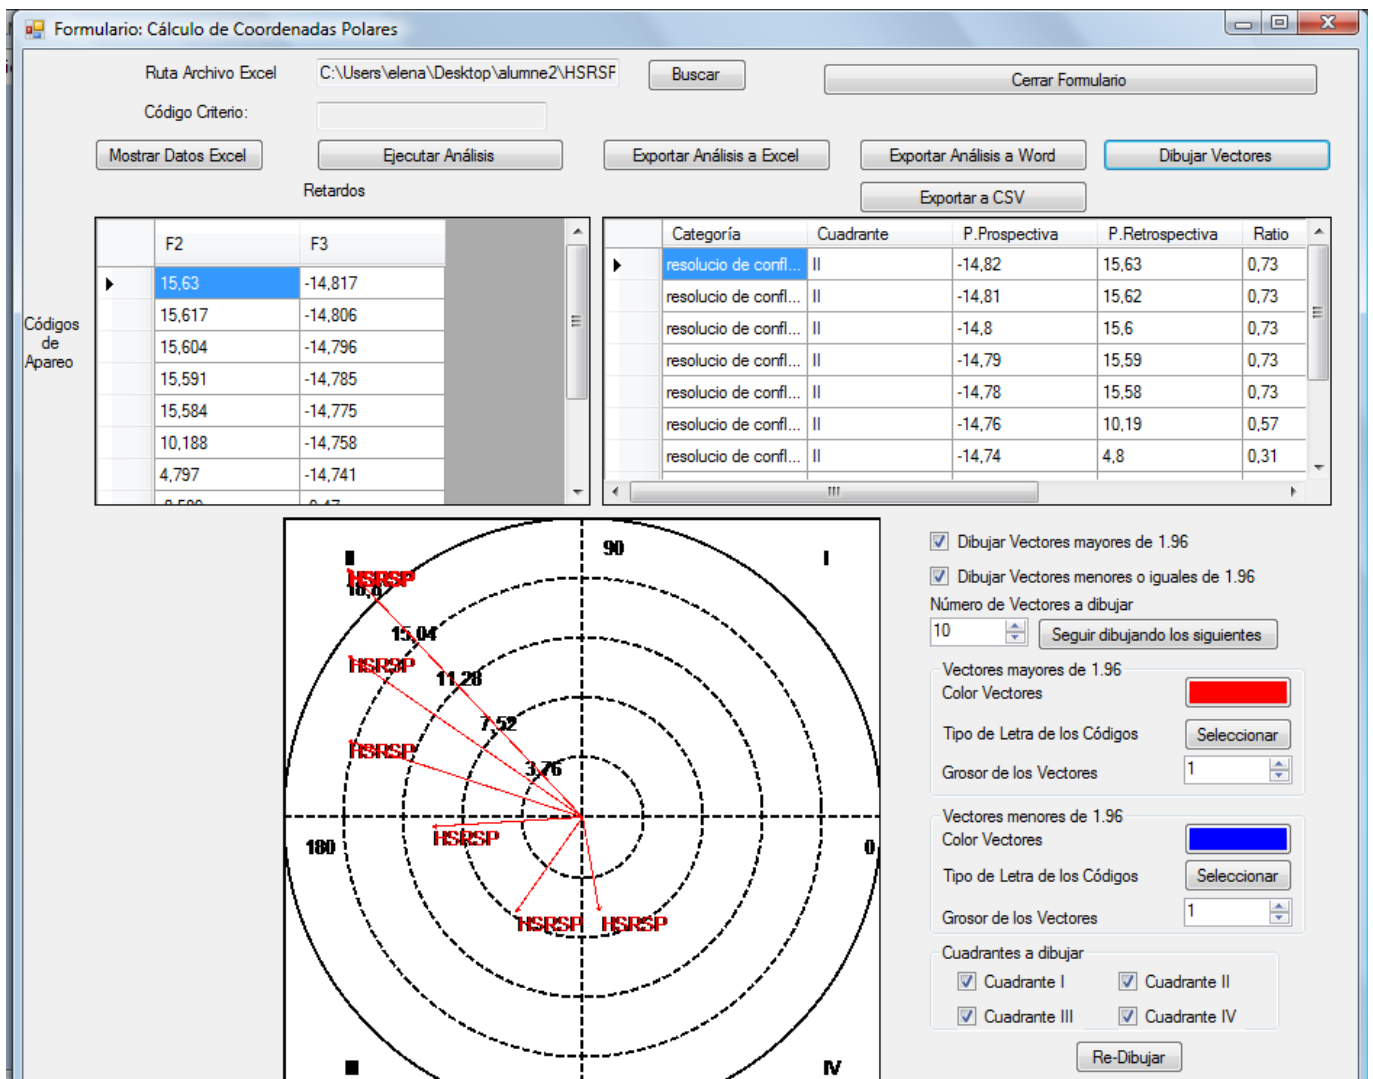 Formulario: Cálculo de Coordenadas Polares
Ruta Archivo Excel C:\Users\elena\Desktop\alumne2\HSRSF Buscar Cerrar Formulario
Código Criterio:
Mostrar Datos Excel Ejecutar Análisis Exportar Análisis a Excel Exportar Análisis a Word Dibujar Vectores
Retardos Exportar a CSV
Códigos
de
Apareo
F2 F3
15,63 -14,817
15,617 -14,806
15,604 -14,796
15,591 -14,785
15,584 -14,775
10,188 -14,758
4,797 -14,741
Categoría Cuadrante P.Prospectiva P.Retrospectiva Ratio
resolucio de confl... II -14,82 15,63 0,73
resolucio de confl... II -14,81 15,62 0,73
resolucio de confl... II -14,8 15,6 0,73
resolucio de confl... II -14,79 15,59 0,73
resolucio de confl... II -14,78 15,58 0,73
resolucio de confl... II -14,76 10,19 0,57
resolucio de confl... II -14,74 4,8 0,31
II 90 I
HSRSP
18,8
15,04
HSRSP
11,28
7,52
HSRSP
3,76
HSRSP
180 0
HSRSP HSRSP
III IV
Dibujar Vectores mayores de 1.96
Dibujar Vectores menores o iguales de 1.96
Número de Vectores a dibujar
10 Seguir dibujando los siguientes
Vectores mayores de 1.96
Color Vectores
Tipo de Letra de los Códigos Seleccionar
Grosor de los Vectores 1
Vectores menores de 1.96
Color Vectores
Tipo de Letra de los Códigos Seleccionar
Grosor de los Vectores 1
Cuadrantes a dibujar
Cuadrante I Cuadrante II
Cuadrante III Cuadrante IV
Re-Dibujar